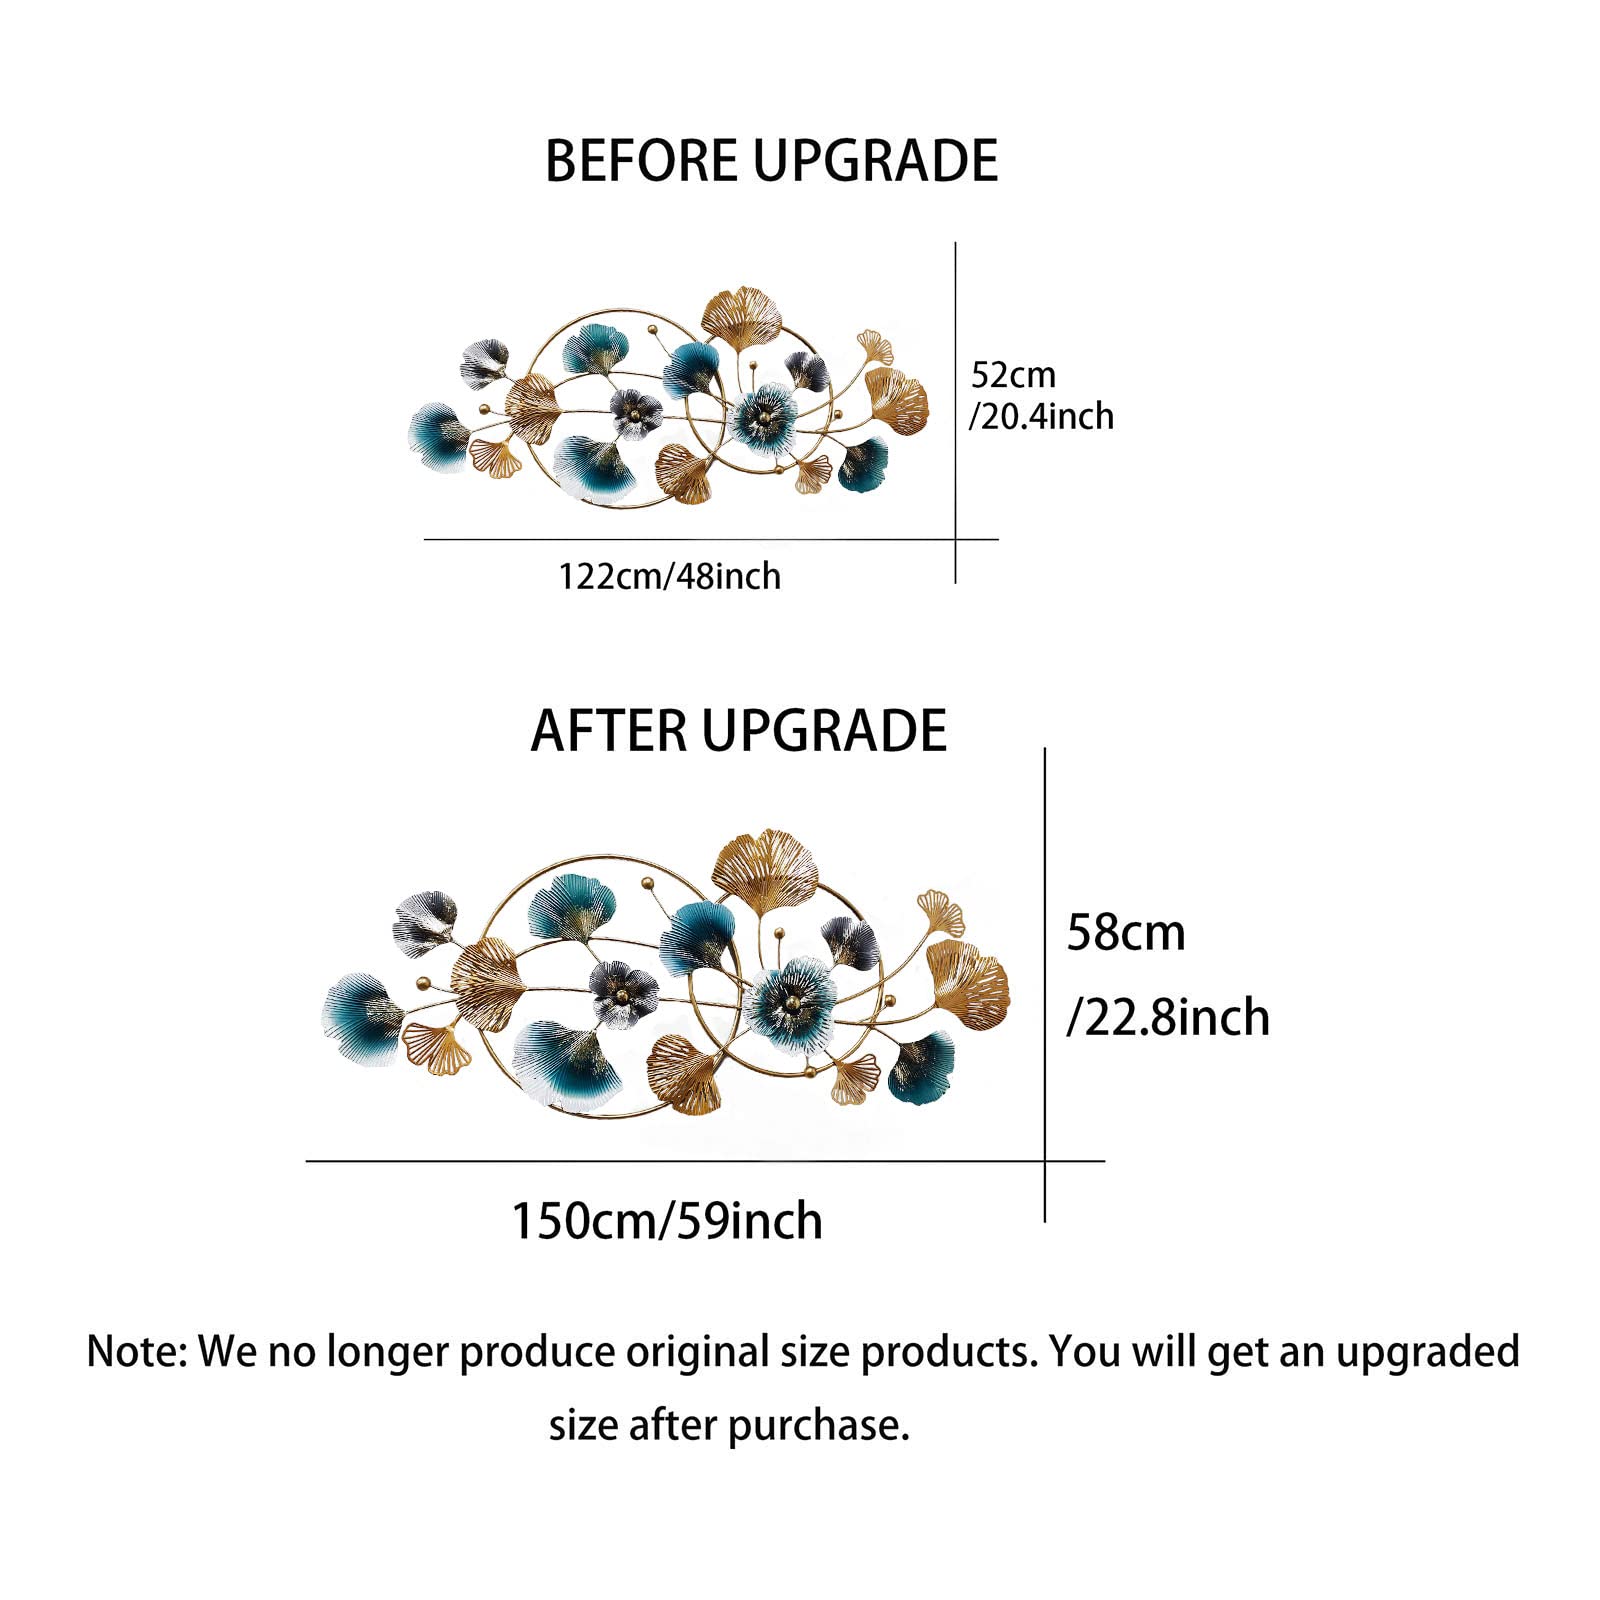 BEFORE UPGRADE
52cm
/20.4inch
122cm/48inch
AFTER UPGRADE
58cm
/22.8inch
150cm/59inch
Note: We no longer produce original size products. You will get an upgraded
size after purchase.